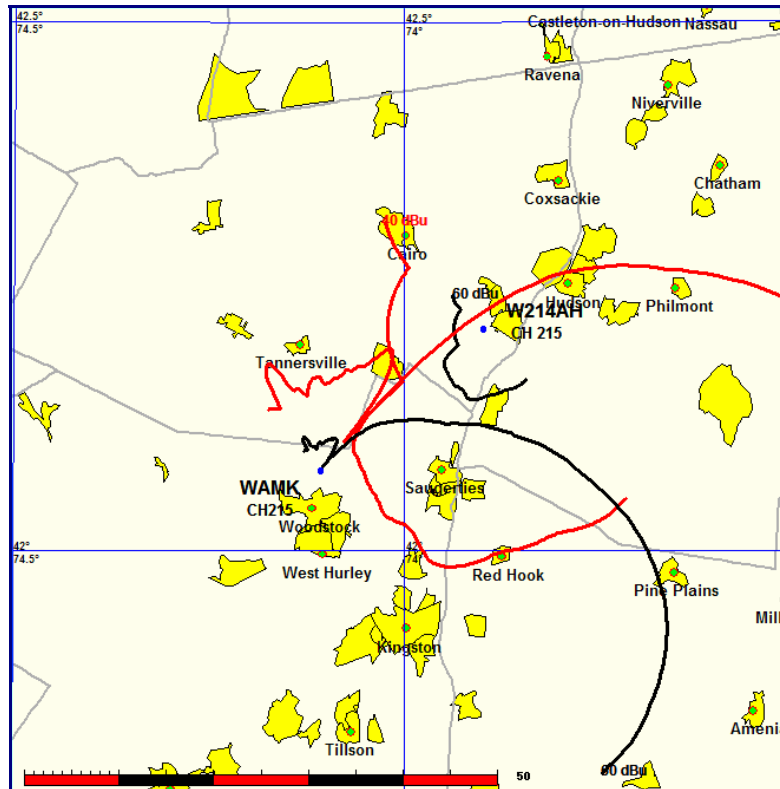 42.5°
74.5°
42.5°
74°
Castleton-on-Hudson
Nassau
Ravena
Niverville
Chatham
Coxsackie
40 dBu
Cairo
60 dBu
Hudson
Philmont
W214AH
CH 215
Tannersville
WAMK
CH215
Saugerties
Woodstock
42°
74.5°
42°
74°
West Hurley
Red Hook
Pine Plains
Mill
Kingston
Amenia
Tillson
60 dBu
50